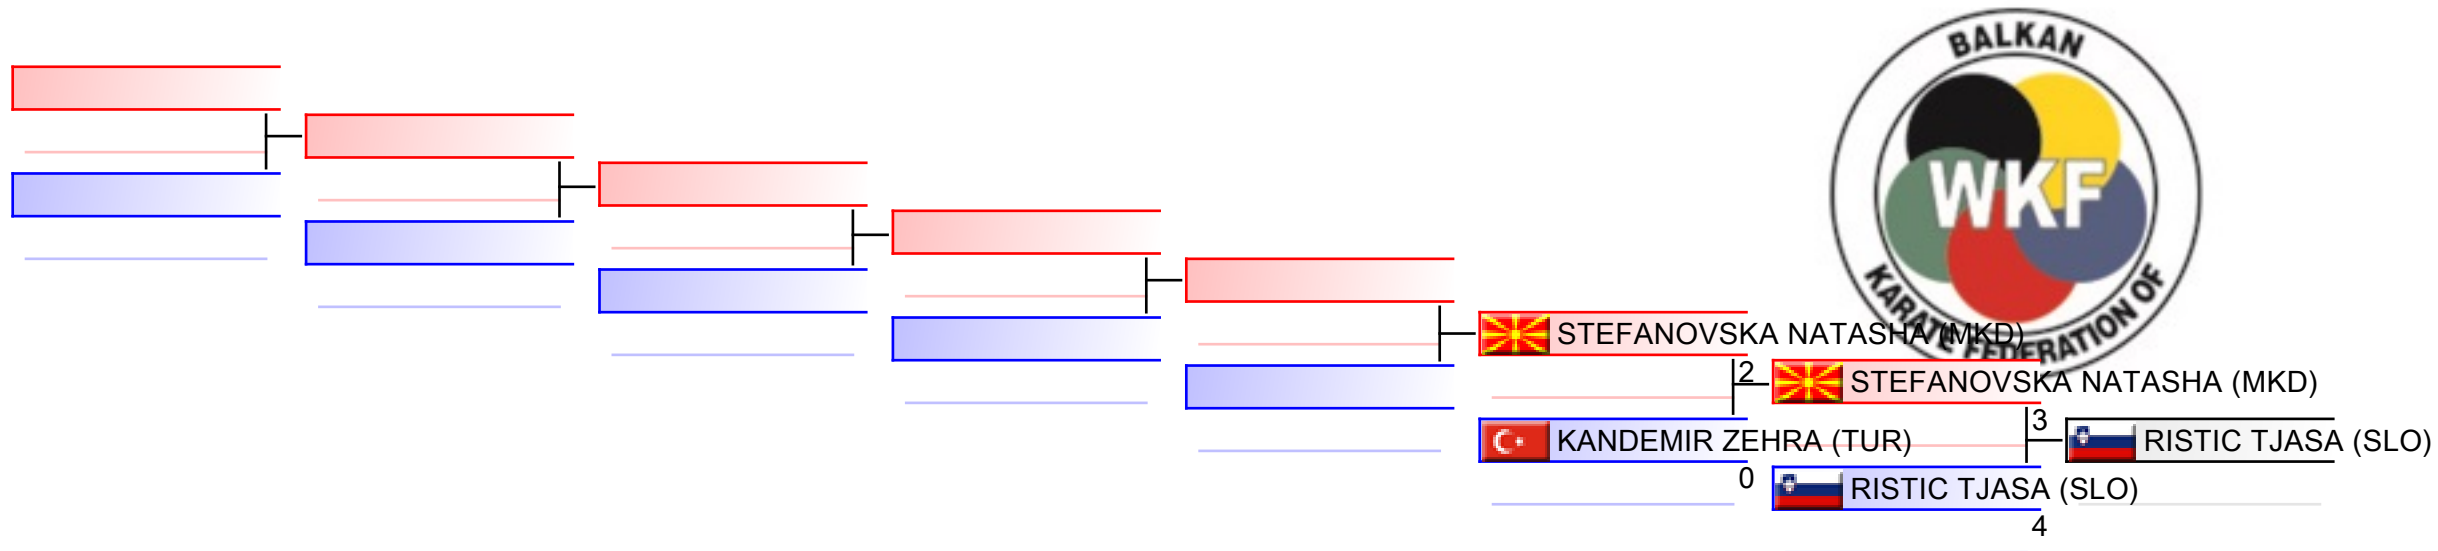 BALKAN
WKF
KARATE FEDERATION OF
STEFANOVSKA NATASHA (MKD)
2
STEFANOVSKA NATASHA (MKD)
3
KANDEMIR ZEHRA (TUR)
RISTIC TJASA (SLO)
0
RISTIC TJASA (SLO)
4